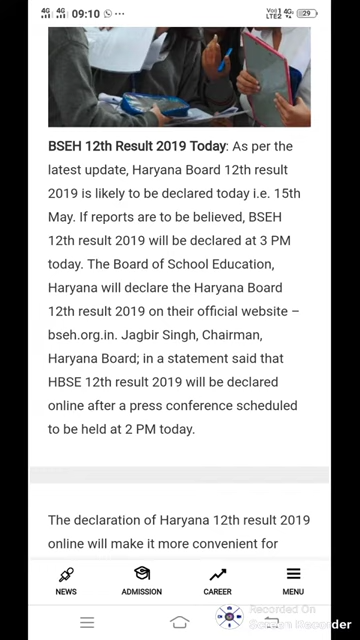 4G 4G 09:10
Vo)) 1 4G
LTE2 29
BSEH 12th Result 2019 Today: As per the
latest update, Haryana Board 12th result
2019 is likely to be declared today i.e. 15th
May. If reports are to be believed, BSEH
12th result 2019 will be declared at 3 PM
today. The Board of School Education,
Haryana will declare the Haryana Board
12th result 2019 on their official website –
bseh.org.in. Jagbir Singh, Chairman,
Haryana Board; in a statement said that
HBSE 12th result 2019 will be declared
online after a press conference scheduled
to be held at 2 PM today.
The declaration of Haryana 12th result 2019
online will make it more convenient for
NEWS ADMISSION CAREER MENU
Recorded On
Screen Recorder